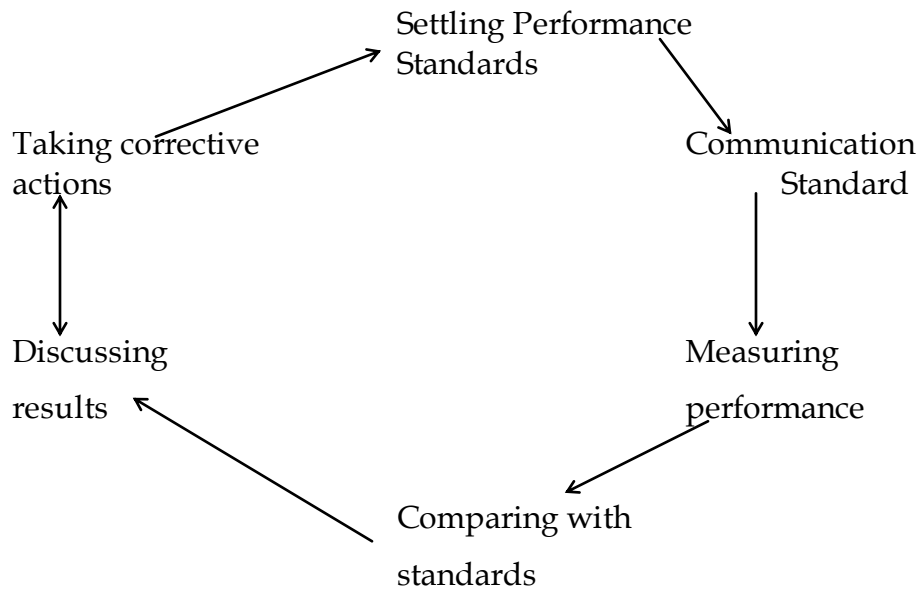 Settling Performance
Standards
Communication
Standard
Measuring
performance
Comparing with
standards
Discussing
results
Taking corrective
actions